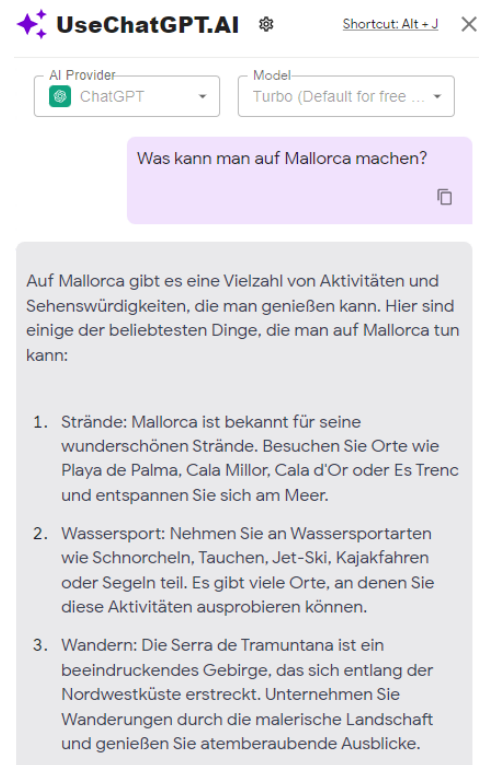 UseChatGPT.AI
Shortcut: Alt + J
AI Provider
ChatGPT
Model
Turbo (Default for free ...
Was kann man auf Mallorca machen?
Auf Mallorca gibt es eine Vielzahl von Aktivitäten und
Sehenswürdigkeiten, die man genießen kann. Hier sind
einige der beliebtesten Dinge, die man auf Mallorca tun
kann:
1. Strände: Mallorca ist bekannt für seine
wunderschönen Strände. Besuchen Sie Orte wie
Playa de Palma, Cala Millor, Cala d'Or oder Es Trenc
und entspannen Sie sich am Meer.
2. Wassersport: Nehmen Sie an Wassersportarten
wie Schnorcheln, Tauchen, Jet-Ski, Kajakfahren
oder Segeln teil. Es gibt viele Orte, an denen Sie
diese Aktivitäten ausprobieren können.
3. Wandern: Die Serra de Tramuntana ist ein
beeindruckendes Gebirge, das sich entlang der
Nordwestküste erstreckt. Unternehmen Sie
Wanderungen durch die malerische Landschaft
und genießen Sie atemberaubende Ausblicke.